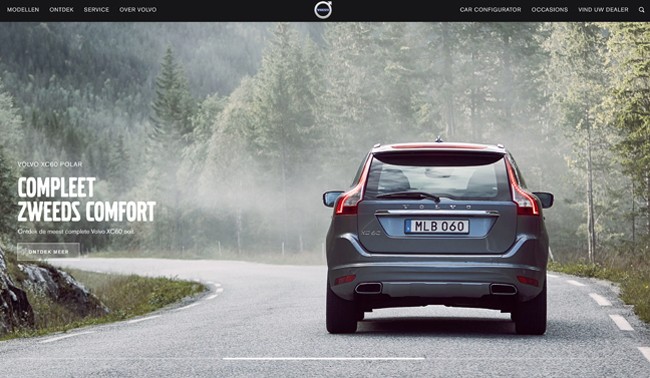 MODELLEN ONTDEK SERVICE OVER VOLVO VOLVO CAR CONFIGURATOR OCCASIONS VIND UW DEALER
VOLVO XC60 POLAR
COMPLEET
ZWEEDS COMFORT
Ontdek de meest complete Volvo XC60 ooit.
ONTDEK MEER
VOLVO
XC60
MLB 060